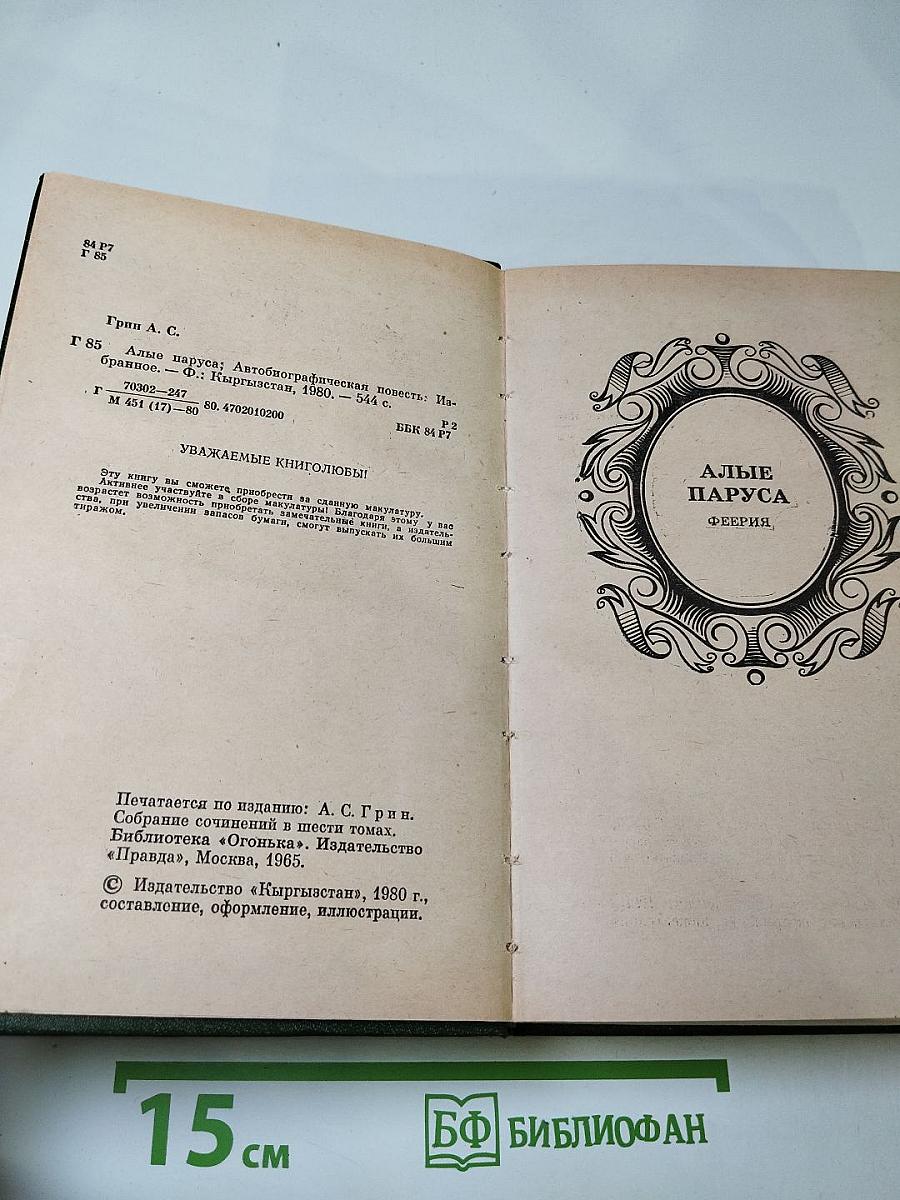 84 Р7
Г 85
Грин А. С.
Г 85 Алые паруса; Автобиографическая повесть: Из-
бранное. — Ф.: Кыргызстан, 1980. — 544 с.
Г — 70302—247
М 451 (17)—80 80. 4702010200
Р 2
ББК 84 Р7
УВАЖАЕМЫЕ КНИГОЛЮБЫ!
Эту книгу вы сможете приобрести за сданную макулатуру.
Активнее участвуйте в сборе макулатуры! Благодаря этому у вас
возрастет возможность приобретать замечательные книги, а издатель-
ства, при увеличении запасов бумаги, смогут выпускать их большим
тиражом.
Печатается по изданию: А. С. Грин.
Собрание сочинений в шести томах.
Библиотека «Огонька». Издательство
«Правда», Москва, 1965.
© Издательство «Кыргызстан», 1980 г.,
составление, оформление, иллюстрации.
АЛЫЕ
ПАРУСА
ФЕЕРИЯ
15 см
БФ БИБЛИОФАН